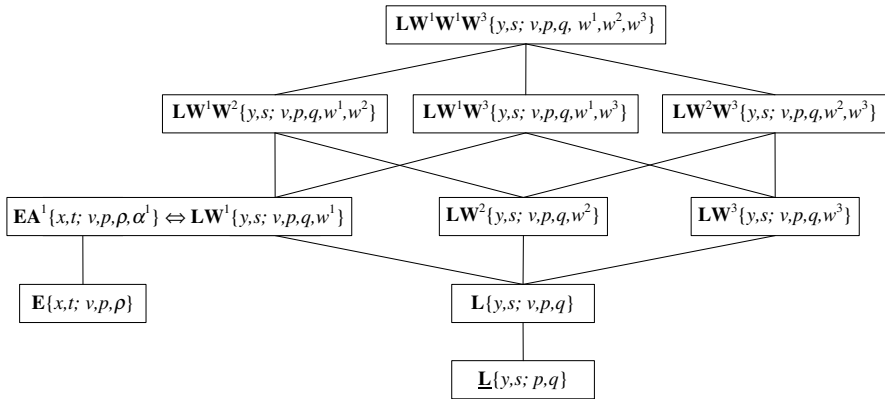 LW¹W¹W³{y,s; v,p,q, w¹,w²,w³}
LW¹W²{y,s; v,p,q,w¹,w²} LW¹W³{y,s; v,p,q,w¹,w³} LW²W³{y,s; v,p,q,w²,w³}
EA¹{x,t; v,p,ρ,α¹} ⇔ LW¹{y,s; v,p,q,w¹} LW²{y,s; v,p,q,w²} LW³{y,s; v,p,q,w³}
E{x,t; v,p,ρ} L{y,s; v,p,q}
L{y,s; p,q}